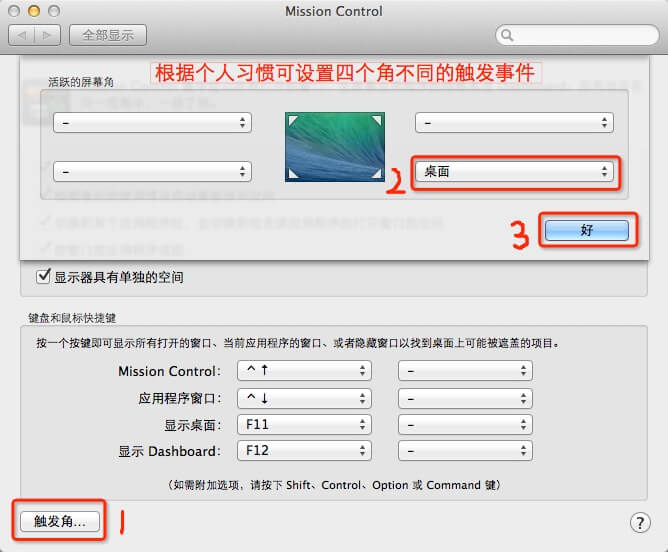 Mission Control
全部显示
根据个人习惯可设置四个角不同的触发事件
活跃的屏幕角
- -
- 2 桌面
3 好
显示器具有单独的空间
键盘和鼠标快捷键
按一个按键即可显示所有打开的窗口、当前应用程序的窗口、或者隐藏窗口以找到桌面上可能被遮盖的项目。
Mission Control: ^↑ -
应用程序窗口: ^↓ -
显示桌面: F11 -
显示 Dashboard: F12 -
(如需附加选项，请按下 Shift、Control、Option 或 Command 键)
触发角... 1 ?